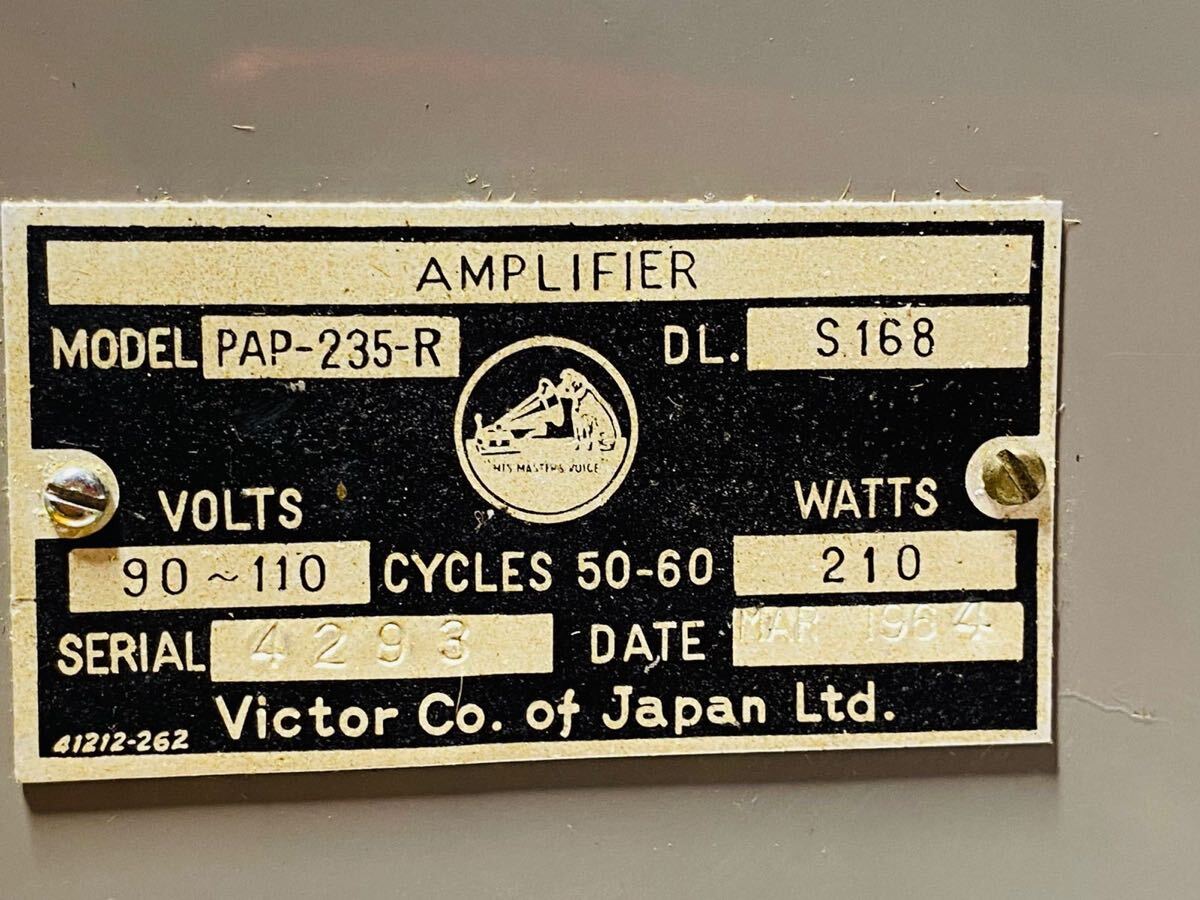 AMPLIFIER
MODEL PAP-235-R DL. S.168
"HIS MASTERS VOICE"
VOLTS WATTS
90~110 CYCLES 50-60 210
SERIAL 4293 DATE MAR 1964
41212-262 Victor Co. of Japan Ltd.